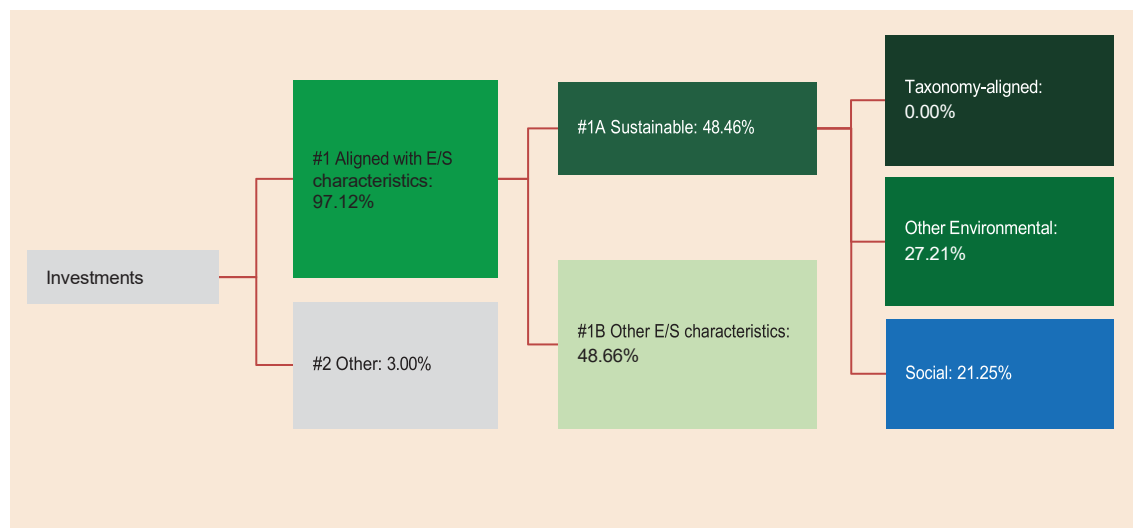 Investments
#1 Aligned with E/S
characteristics:
97.12%
#2 Other: 3.00%
#1A Sustainable: 48.46%
#1B Other E/S characteristics:
48.66%
Taxonomy-aligned:
0.00%
Other Environmental:
27.21%
Social: 21.25%